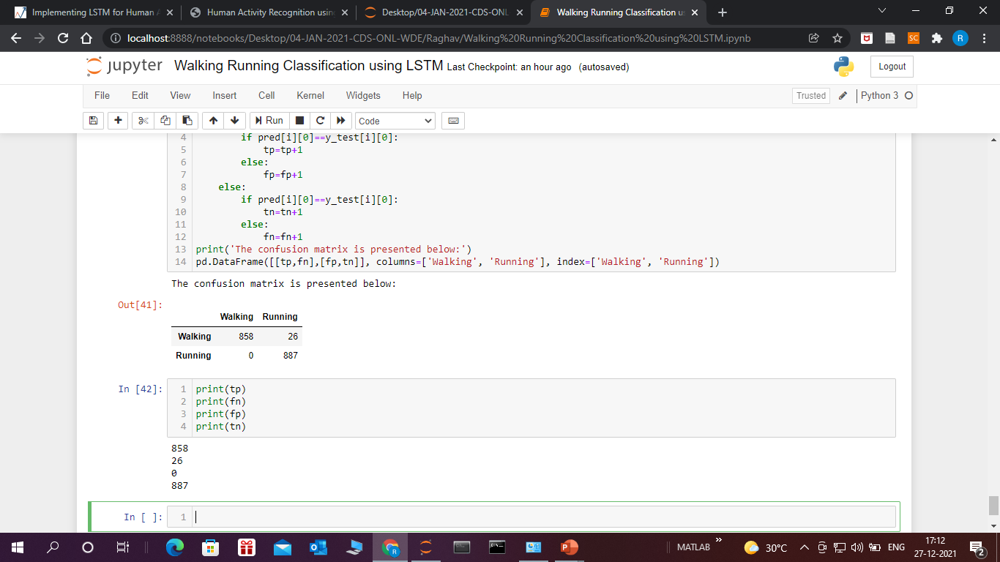 Implementing LSTM for Human A
Human Activity Recognition using
Desktop/04-JAN-2021-CDS-ONL
Walking Running Classification us
localhost:8888/notebooks/Desktop/04-JAN-2021-CDS-ONL-WDE/Raghav/Walking%20Running%20Classification%20using%20LSTM.ipynb
SC
R
jupyter Walking Running Classification using LSTM Last Checkpoint: an hour ago (autosaved)
Logout
File Edit View Insert Cell Kernel Widgets Help
Trusted
Python 3
Run
Code
4 if pred[i][0]==y_test[i][0]:
5 tp=tp+1
6 else:
7 fp=fp+1
8 else:
9 if pred[i][0]==y_test[i][0]:
10 tn=tn+1
11 else:
12 fn=fn+1
13 print('The confusion matrix is presented below:')
14 pd.DataFrame([[tp,fn],[fp,tn]], columns=['Walking', 'Running'], index=['Walking', 'Running'])
The confusion matrix is presented below:
Out[41]:
Walking Running
Walking 858 26
Running 0 887
In [42]:
1 print(tp)
2 print(fn)
3 print(fp)
4 print(tn)
858
26
0
887
In [ ]: 1
MATLAB
30°C
ENG
17:12
27-12-2021
2